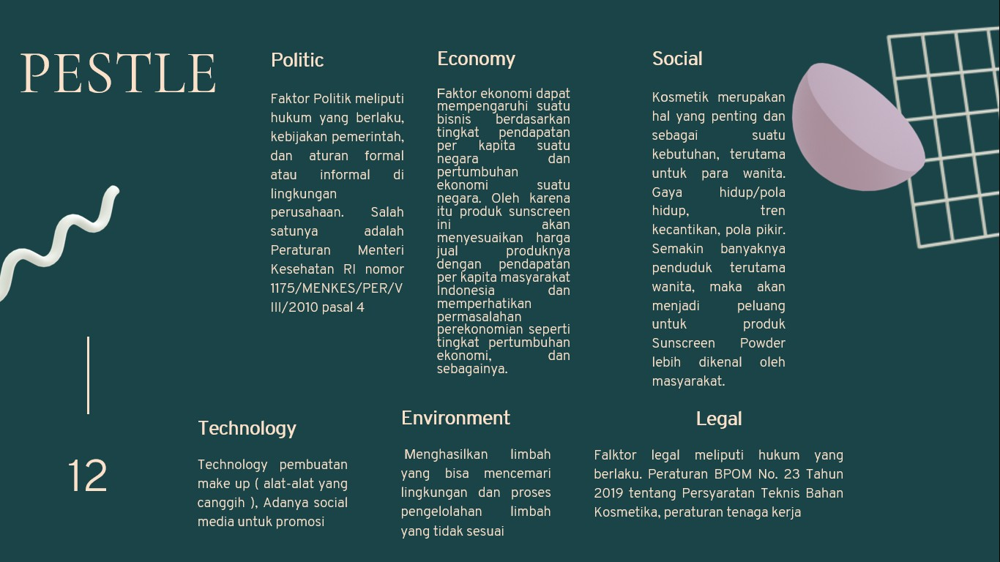 PESTLE
Politic
Faktor Politik meliputi
hukum yang berlaku,
kebijakan pemerintah,
dan aturan formal
atau informal di
lingkungan
perusahaan. Salah
satunya adalah
Peraturan Menteri
Kesehatan RI nomor
1175/MENKES/PER/V
III/2010 pasal 4
Economy
Faktor ekonomi dapat
mempengaruhi suatu
bisnis berdasarkan
tingkat pendapatan
per kapita suatu
negara dan
pertumbuhan
ekonomi suatu
negara. Oleh karena
itu produk sunscreen
ini akan
menyesuaikan harga
jual produknya
dengan pendapatan
per kapita masyarakat
Indonesia dan
memperhatikan
permasalahan
perekonomian seperti
tingkat pertumbuhan
ekonomi, dan
sebagainya.
Social
Kosmetik merupakan
hal yang penting dan
sebagai suatu
kebutuhan, terutama
untuk para wanita.
Gaya hidup/pola
hidup, tren
kecantikan, pola pikir.
Semakin banyaknya
penduduk terutama
wanita, maka akan
menjadi peluang
untuk produk
Sunscreen Powder
lebih dikenal oleh
masyarakat.
12
Technology
Technology pembuatan
make up ( alat-alat yang
canggih ), Adanya social
media untuk promosi
Environment
Menghasilkan limbah
yang bisa mencemari
lingkungan dan proses
pengelolahan limbah
yang tidak sesuai
Legal
Falktor legal meliputi hukum yang
berlaku. Peraturan BPOM No. 23 Tahun
2019 tentang Persyaratan Teknis Bahan
Kosmetika, peraturan tenaga kerja